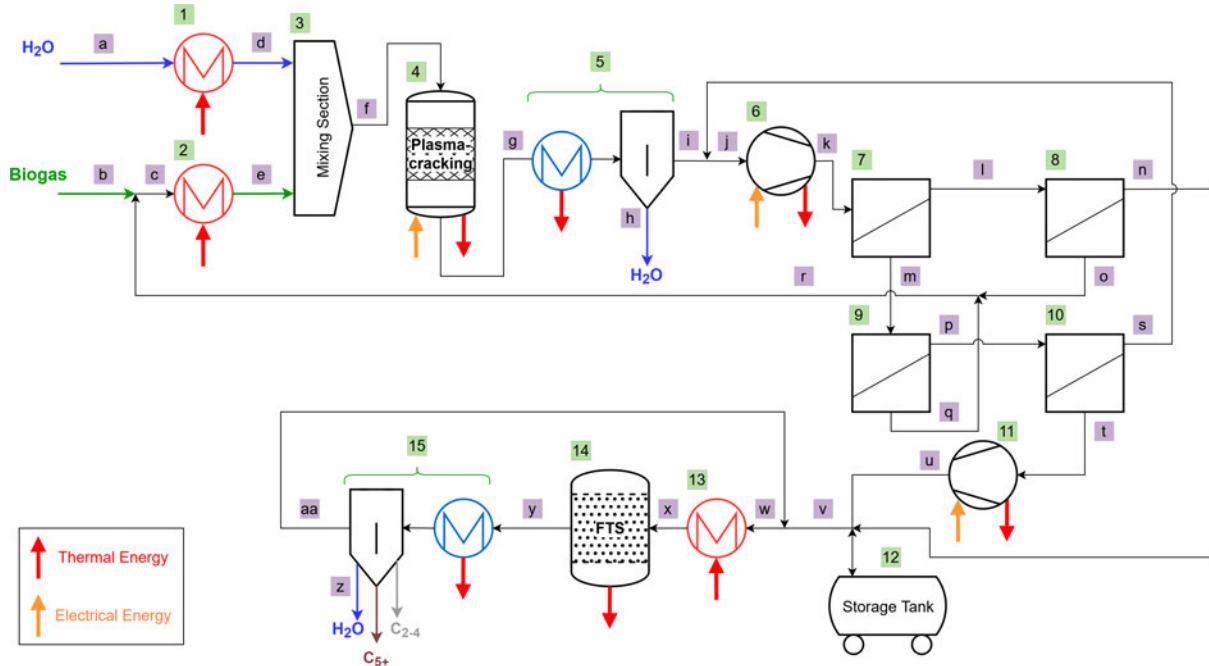 1
3
H₂O
a
d
4
5
f
6
2
Mixing Section
Plasma-
cracking
g
i
j
k
7
l
8
n
Biogas
b
c
e
h
H₂O
r
m
o
9
p
10
s
q
t
11
u
15
14
13
aa
y
x
w
v
FTS
12
z
H₂O
C₂₋₄
C₅₊
Storage Tank
Thermal Energy
Electrical Energy